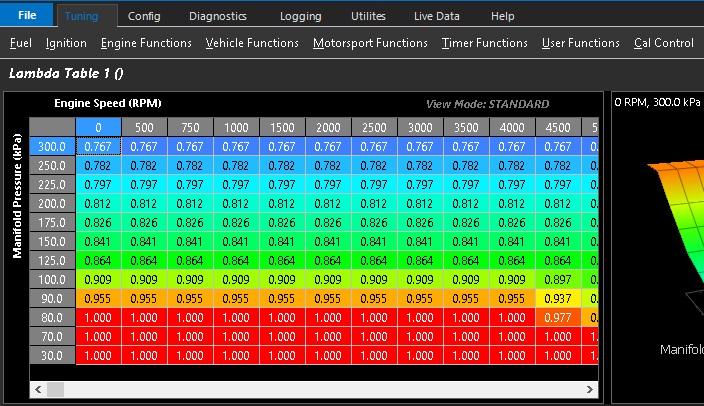 File Tuning Config Diagnostics Logging Utilites Live Data Help
Fuel Ignition Engine Functions Vehicle Functions Motorsport Functions Timer Functions User Functions Cal Control
Lambda Table 1 ()
Engine Speed (RPM) View Mode: STANDARD
0 RPM, 300.0 kPa
Manifold Pressure (kPa)
0 500 750 1000 1500 2000 2500 3000 3500 4000 4500 5
300.0 0.767 0.767 0.767 0.767 0.767 0.767 0.767 0.767 0.767 0.767 0.767 0.
250.0 0.782 0.782 0.782 0.782 0.782 0.782 0.782 0.782 0.782 0.782 0.782 0.
225.0 0.797 0.797 0.797 0.797 0.797 0.797 0.797 0.797 0.797 0.797 0.797 0.
200.0 0.812 0.812 0.812 0.812 0.812 0.812 0.812 0.812 0.812 0.812 0.812 0.
175.0 0.826 0.826 0.826 0.826 0.826 0.826 0.826 0.826 0.826 0.826 0.826 0.
150.0 0.841 0.841 0.841 0.841 0.841 0.841 0.841 0.841 0.841 0.841 0.841 0.
125.0 0.864 0.864 0.864 0.864 0.864 0.864 0.864 0.864 0.864 0.864 0.864 0.
100.0 0.909 0.909 0.909 0.909 0.909 0.909 0.909 0.909 0.909 0.909 0.897 0.
90.0 0.955 0.955 0.955 0.955 0.955 0.955 0.955 0.955 0.955 0.955 0.937 0.
80.0 1.000 1.000 1.000 1.000 1.000 1.000 1.000 1.000 1.000 1.000 0.977 0.
70.0 1.000 1.000 1.000 1.000 1.000 1.000 1.000 1.000 1.000 1.000 1.000 1.
30.0 1.000 1.000 1.000 1.000 1.000 1.000 1.000 1.000 1.000 1.000 1.000 1.
Manifol